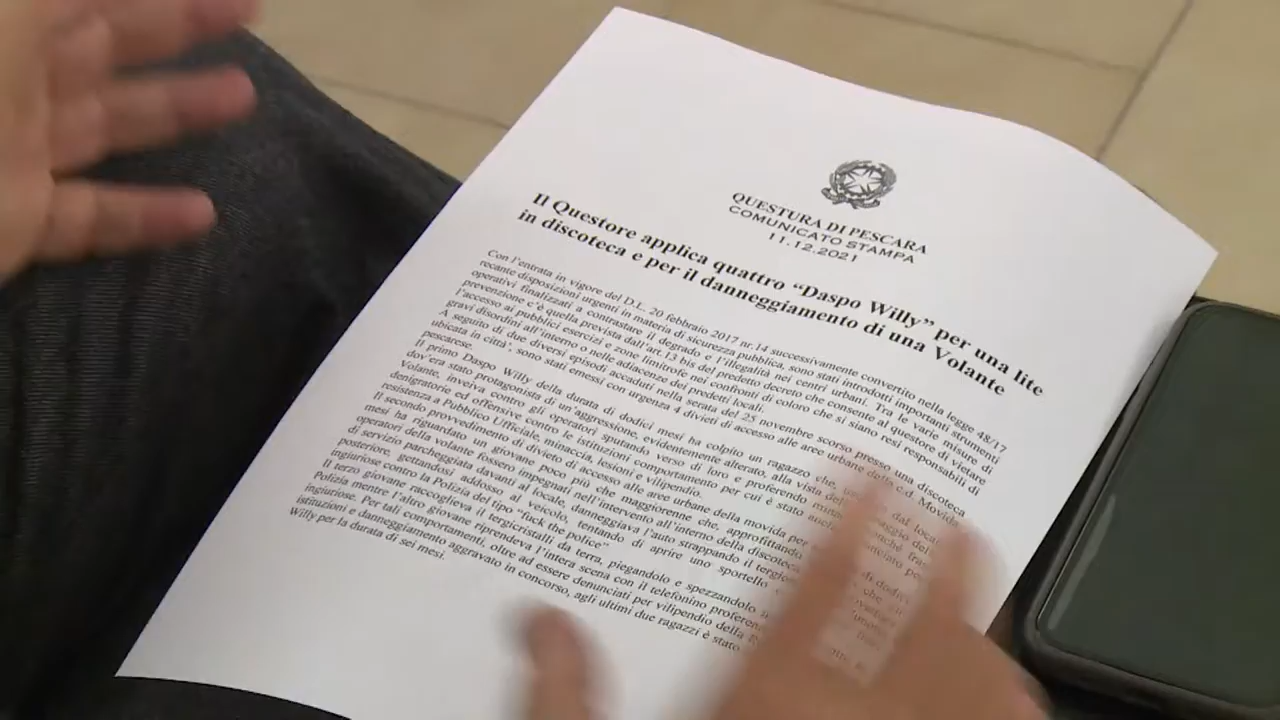 QUESTURA DI PESCARA
COMUNICATO STAMPA
11.12.2021
Il Questore applica quattro “Daspo Willy” per una lite
in discoteca e per il danneggiamento di una Volante
Con l’entrata in vigore del D.L. 20 febbraio 2017 nr.14 successivamente convertito nella legge 48/17
recante disposizioni urgenti in materia di sicurezza pubblica, sono stati introdotti importanti strumenti
operativi finalizzati a contrastare il degrado e l’illegalità nei centri urbani. Tra le varie misure di
prevenzione c’è quella prevista dall’art.13 bis del predetto decreto che consente al questore di vietare
l’accesso ai pubblici esercizi e zone limitrofe nei confronti di coloro che si siano resi responsabili di
gravi disordini all’interno o nelle adiacenze dei predetti locali.
A seguito di due diversi episodi accaduti nella serata del 25 novembre scorso presso una discoteca
ubicata in città, sono stati emessi con urgenza 4 divieti di accesso alle aree urbane della c.d. Movida
pescarese.
Il primo Daspo Willy della durata di dodici mesi ha colpito un ragazzo che, dal
dov’era stato protagonista di un’aggressione, evidentemente alterato, alla vista
Volante, inveiva contro gli operatori sputando verso di loro e proferendo
denigratorie ed offensive contro le istituzioni comportamento per cui è stato
resistenza a Pubblico Ufficiale, minaccia, lesioni e vilipendio.
Il secondo provvedimento di divieto di accesso alle aree urbane della movida per
mesi ha riguardato un giovane poco più che maggiorenne che, approfittando
operatori della volante fossero impegnati nell’intervento all’interno della discoteca
di servizio parcheggiata davanti al locale, danneggiava l’auto strappando il
posteriore, gettandosi addosso al veicolo, tentando di aprire uno sportello
ingiuriose contro la Polizia del tipo “fuck the police”.
Il terzo giovane raccoglieva il tergicristalli da terra, piegandolo e spezzandolo
Polizia mentre l’altro giovane riprendeva l’intera scena con il telefonino
ingiuriose. Per tali comportamenti, oltre ad essere denunciati per vilipendio della
istituzioni e danneggiamento aggravato in concorso, agli ultimi due ragazzi è stato
Willy per la durata di sei mesi.